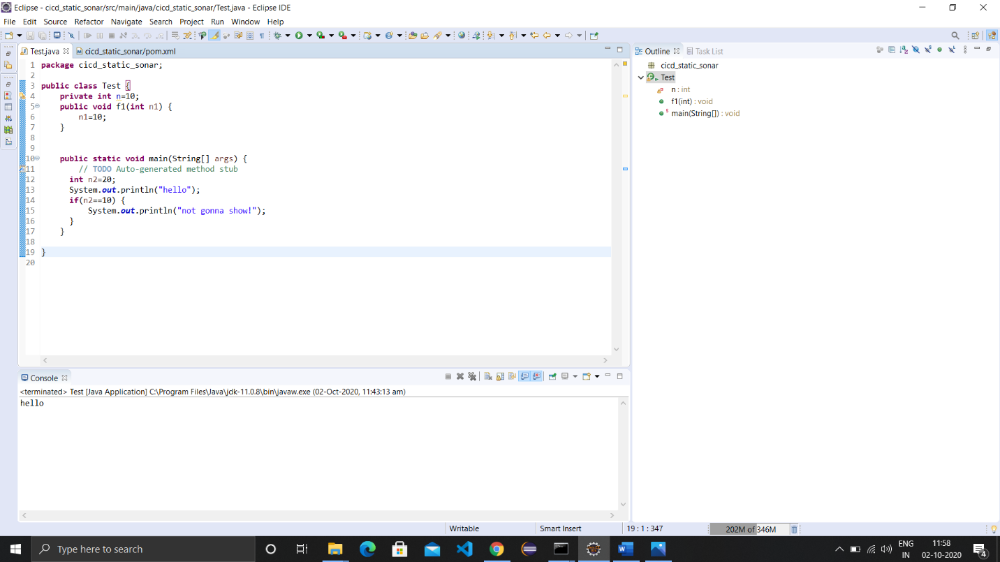 Eclipse - cicd_static_sonar/src/main/java/cicd_static_sonar/Test.java - Eclipse IDE
File Edit Source Refactor Navigate Search Project Run Window Help
Test.java cicd_static_sonar/pom.xml
1 package cicd_static_sonar;
2
3 public class Test {
4 private int n=10;
5 public void f1(int n1) {
6 n1=10;
7 }
8
9
10 public static void main(String[] args) {
11 // TODO Auto-generated method stub
12 int n2=20;
13 System.out.println("hello");
14 if(n2==10) {
15 System.out.println("not gonna show!");
16 }
17 }
18
19 }
20
Outline Task List
cicd_static_sonar
Test
n : int
f1(int) : void
main(String[]) : void
Console
<terminated> Test [Java Application] C:\Program Files\Java\jdk-11.0.8\bin\javaw.exe (02-Oct-2020, 11:43:13 am)
hello
Writable Smart Insert 19 : 1 : 347 202M of 346M
Type here to search
ENG
IN
11:58
02-10-2020
4